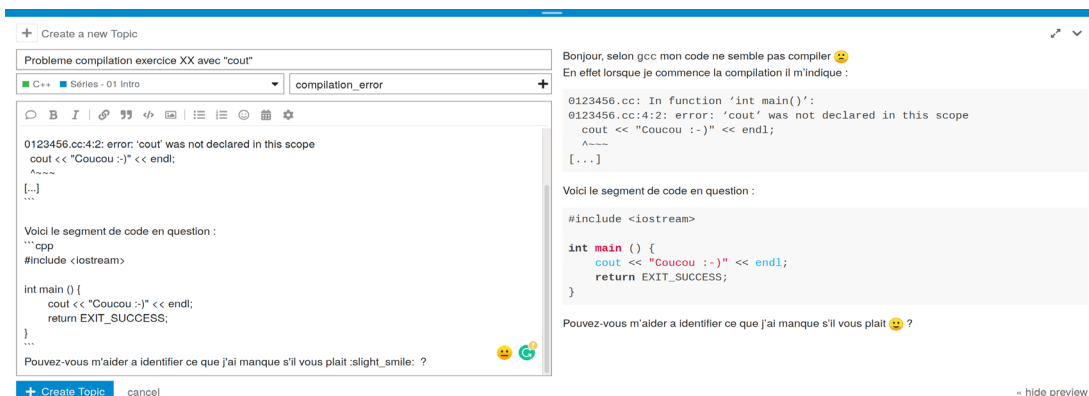 + Create a new Topic
Probleme compilation exercice XX avec "cout"
C++ Séries - 01 Intro
compilation_error +
B I
0123456.cc:4:2: error: ‘cout’ was not declared in this scope
cout << "Coucou :-)" << endl;
^~~~
[...]
```
Voici le segment de code en question :
```cpp
#include <iostream>
int main () {
cout << "Coucou :-)" << endl;
return EXIT_SUCCESS;
}
```
Pouvez-vous m'aider a identifier ce que j'ai manque s'il vous plait :slight_smile: ?
+ Create Topic cancel
Bonjour, selon gcc mon code ne semble pas compiler
En effet lorsque je commence la compilation il m’indique :
0123456.cc: In function ‘int main()’:
0123456.cc:4:2: error: ‘cout’ was not declared in this scope
cout << "Coucou :-)" << endl;
^~~~
[...]
Voici le segment de code en question :
#include <iostream>
int main () {
cout << "Coucou :-)" << endl;
return EXIT_SUCCESS;
}
Pouvez-vous m’aider a identifier ce que j’ai manque s’il vous plait ?
« hide preview